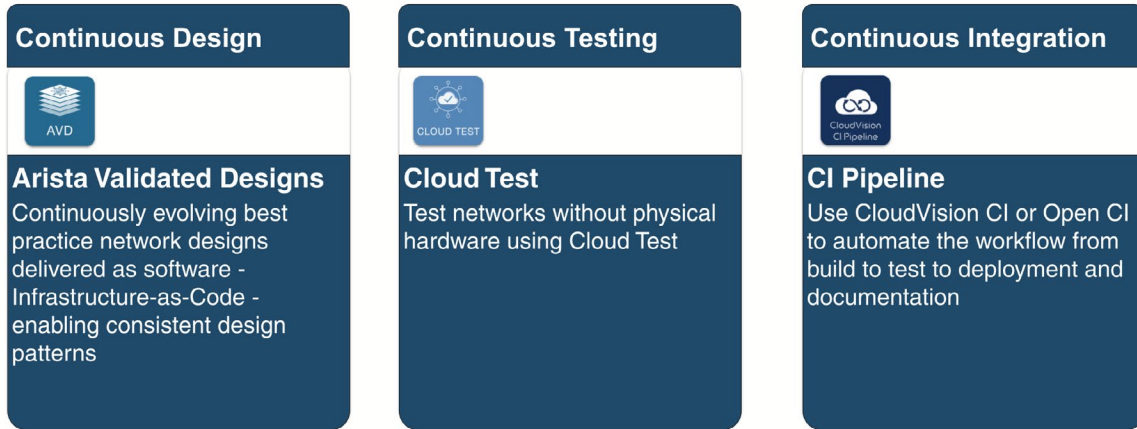 Continuous Design
AVD
Arista Validated Designs
Continuously evolving best
practice network designs
delivered as software -
Infrastructure-as-Code -
enabling consistent design
patterns
Continuous Testing
CLOUD TEST
Cloud Test
Test networks without physical
hardware using Cloud Test
Continuous Integration
CloudVision
CI Pipeline
CI Pipeline
Use CloudVision CI or Open CI
to automate the workflow from
build to test to deployment and
documentation